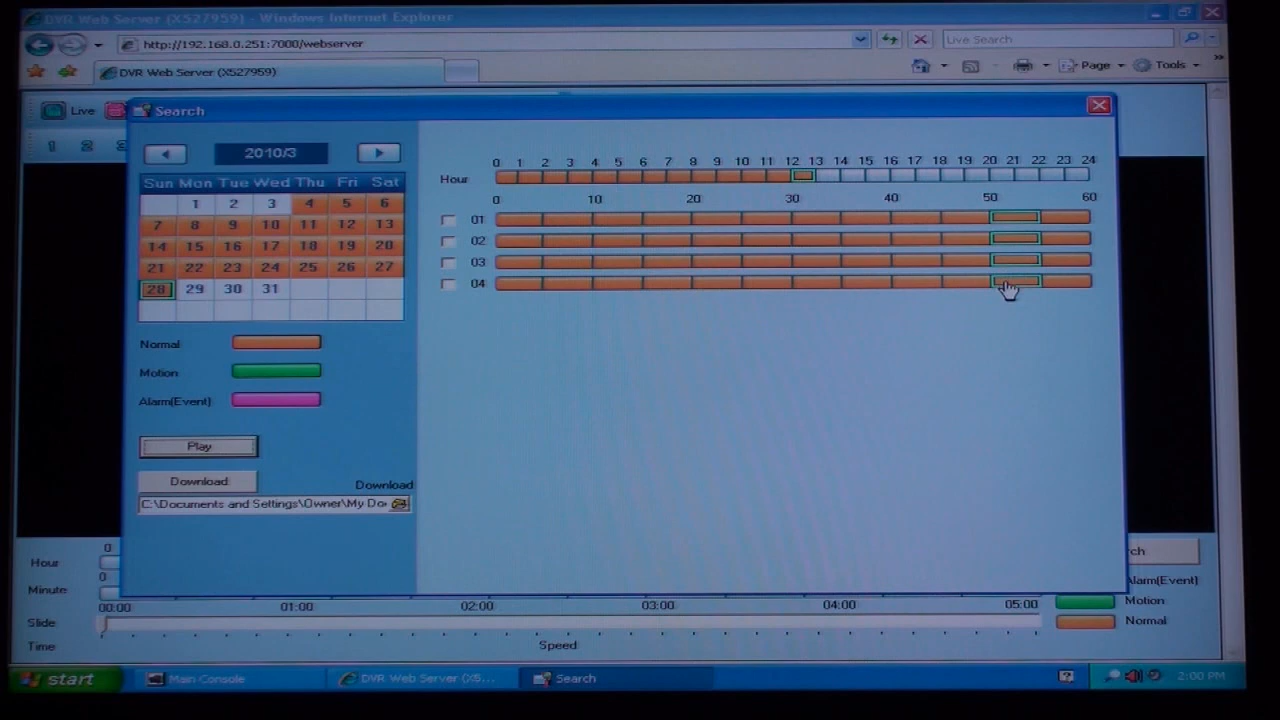 DVR Web Server (X527959) - Windows Internet Explorer
http://192.168.0.251:7000/webserver
Live Search
DVR Web Server (X527959)
Page
Tools
Live
Search
1 2 3
2010/3
Sun Mon Tue Wed Thu Fri Sat
1 2 3 4 5 6
7 8 9 10 11 12 13
14 15 16 17 18 19 20
21 22 23 24 25 26 27
28 29 30 31
0 1 2 3 4 5 6 7 8 9 10 11 12 13 14 15 16 17 18 19 20 21 22 23 24
Hour
0 10 20 30 40 50 60
01
02
03
04
Normal
Motion
Alarm(Event)
Play
Download
Download
C:\Documents and Settings\Owner\My Do
Hour 0
Minute 0
00:00 01:00 02:00 03:00 04:00 05:00
Slide
Time
Speed
rch
Alarm(Event)
Motion
Normal
start
Main Console
DVR Web Server (X5...
Search
2:00 PM